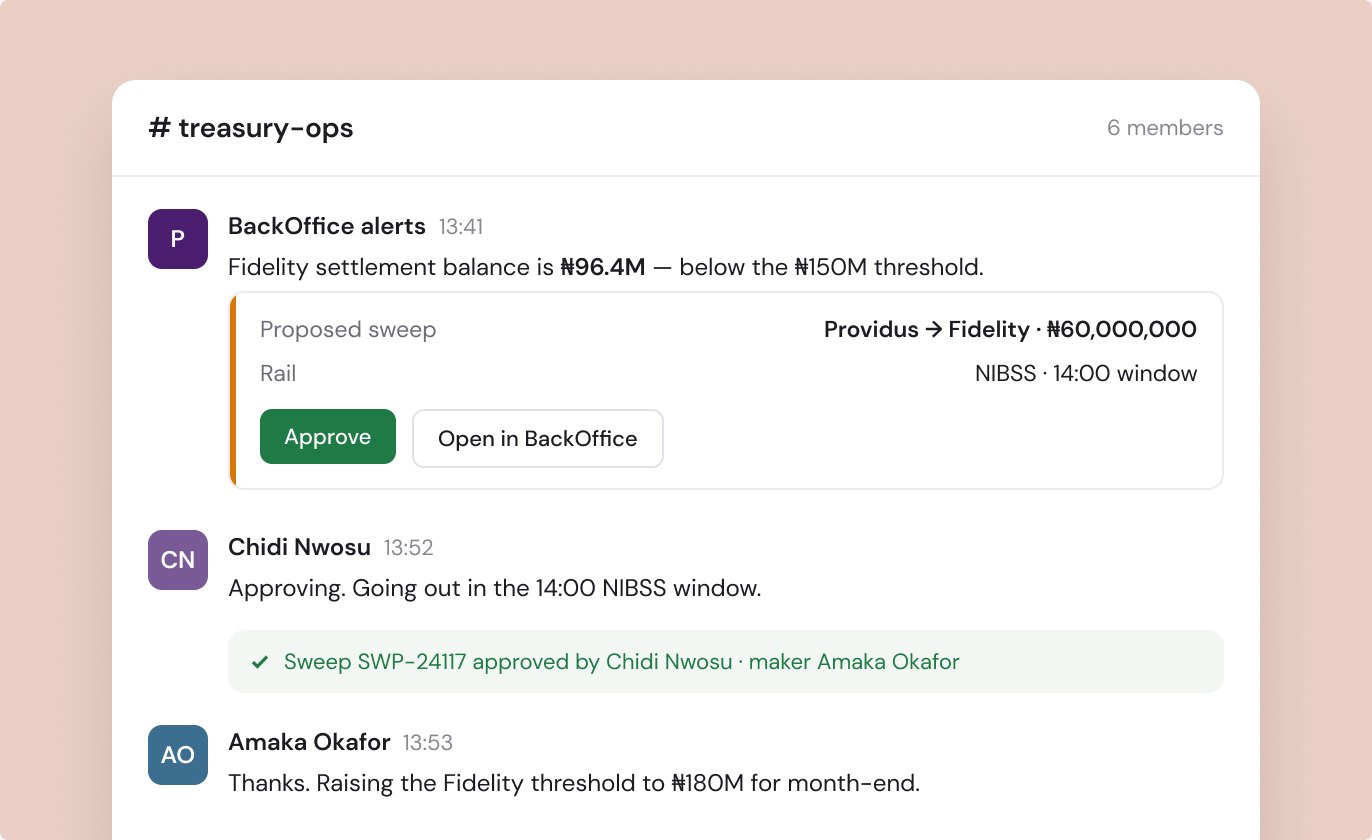 # treasury-ops
6 members
P
BackOffice alerts 13:41
Fidelity settlement balance is ₦96.4M — below the ₦150M threshold.
Proposed sweep
Providus → Fidelity · ₦60,000,000
Rail
NIBSS · 14:00 window
Approve
Open in BackOffice
CN
Chidi Nwosu 13:52
Approving. Going out in the 14:00 NIBSS window.
✓ Sweep SWP-24117 approved by Chidi Nwosu · maker Amaka Okafor
AO
Amaka Okafor 13:53
Thanks. Raising the Fidelity threshold to ₦180M for month-end.